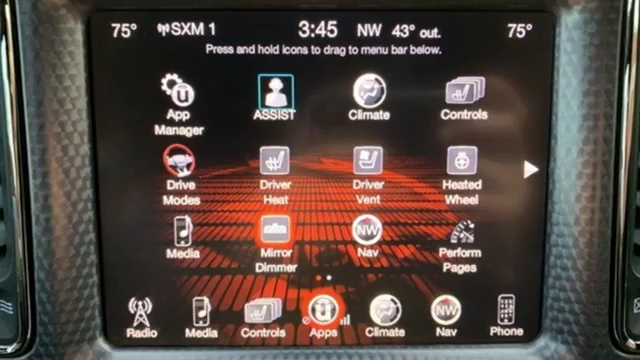 75° SXM 1 3:45 NW 43° out. 75°
Press and hold icons to drag to menu bar below.
App Manager
ASSIST
Climate
Controls
Drive Modes
Driver Heat
Driver Vent
Heated Wheel
Media
Mirror Dimmer
NW
Nav
Perform Pages
Radio
Media
Controls
Apps
Climate
NW
Nav
Phone